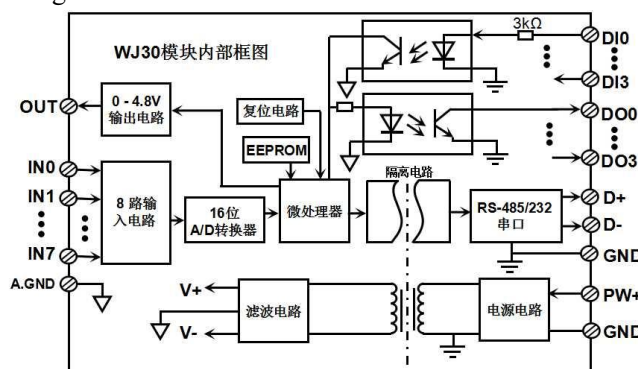 WJ30模块内部框图
3kΩ
DI0
DI3
OUT
0 - 4.8V
输出电路
复位电路
EEPROM
DO0
DO3
IN0
IN1
IN7
8 路输
入电路
16位
A/D转换器
微处理器
隔离电路
RS-485/232
串口
D+
D-
GND
A.GND
V+
V-
滤波电路
电源电路
PW+
GND